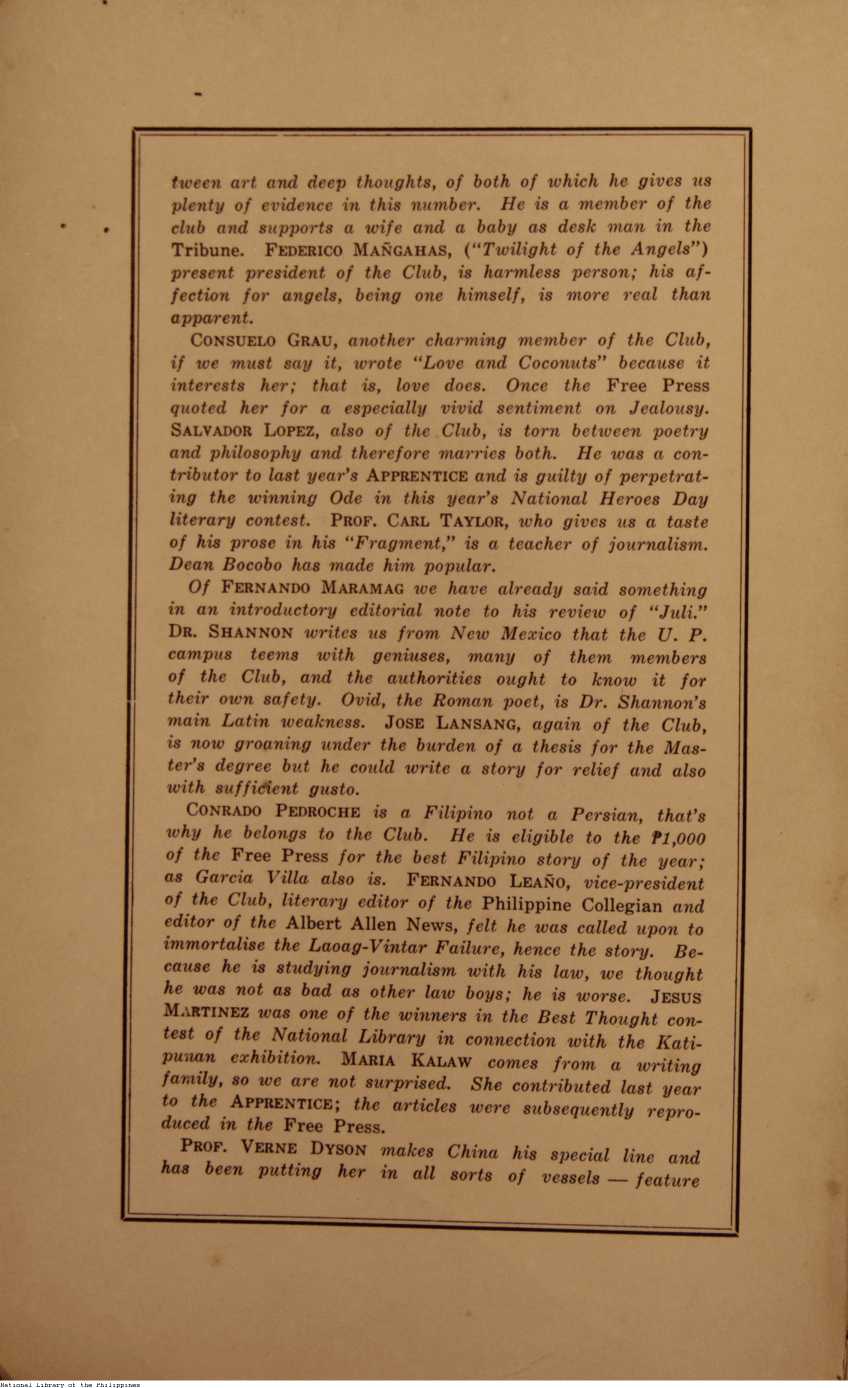 tween art and deep thoughts, of both of which he gives us
plenty of evidence in this number. He is a member of the
club and supports a wife and a baby as desk man in the
Tribune. FEDERICO MAÑGAHAS, ("Twilight of the Angels")
present president of the Club, is harmless person; his af-
fection for angels, being one himself, is more real than
apparent.
CONSUELO GRAU, another charming member of the Club,
if we must say it, wrote "Love and Coconuts" because it
interests her; that is, love does. Once the Free Press
quoted her for a especially vivid sentiment on Jealousy.
SALVADOR LOPEZ, also of the Club, is torn between poetry
and philosophy and therefore marries both. He was a con-
tributor to last year's APPRENTICE and is guilty of perpetrat-
ing the winning Ode in this year's National Heroes Day
literary contest. PROF. CARL TAYLOR, who gives us a taste
of his prose in his "Fragment," is a teacher of journalism.
Dean Bocobo has made him popular.
Of FERNANDO MARAMAG we have already said something
in an introductory editorial note to his review of "Juli."
DR. SHANNON writes us from New Mexico that the U. P.
campus teems with geniuses, many of them members
of the Club, and the authorities ought to know it for
their own safety. Ovid, the Roman poet, is Dr. Shannon's
main Latin weakness. JOSE LANSANG, again of the Club,
is now groaning under the burden of a thesis for the Mas-
ter's degree but he could write a story for relief and also
with sufficient gusto.
CONRADO PEDROCHE is a Filipino not a Persian, that's
why he belongs to the Club. He is eligible to the ₱1,000
of the Free Press for the best Filipino story of the year;
as Garcia Villa also is. FERNANDO LEAÑO, vice-president
of the Club, literary editor of the Philippine Collegian and
editor of the Albert Allen News, felt he was called upon to
immortalise the Laoag-Vintar Failure, hence the story. Be-
cause he is studying journalism with his law, we thought
he was not as bad as other law boys; he is worse. JESUS
MARTINEZ was one of the winners in the Best Thought con-
test of the National Library in connection with the Kati-
punan exhibition. MARIA KALAW comes from a writing
family, so we are not surprised. She contributed last year
to the APPRENTICE; the articles were subsequently repro-
duced in the Free Press.
PROF. VERNE DYSON makes China his special line and
has been putting her in all sorts of vessels — feature
National Library of the Philippines